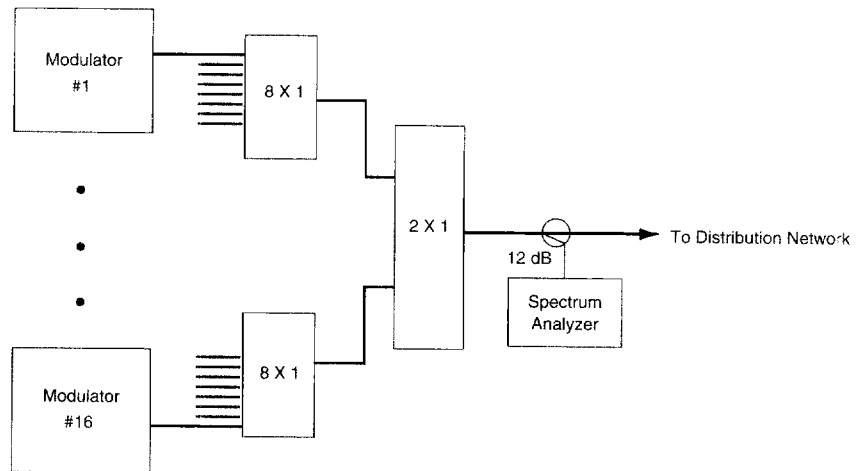 Modulator
#1
8 X 1
2 X 1
12 dB
To Distribution Network
Spectrum
Analyzer
8 X 1
Modulator
#16